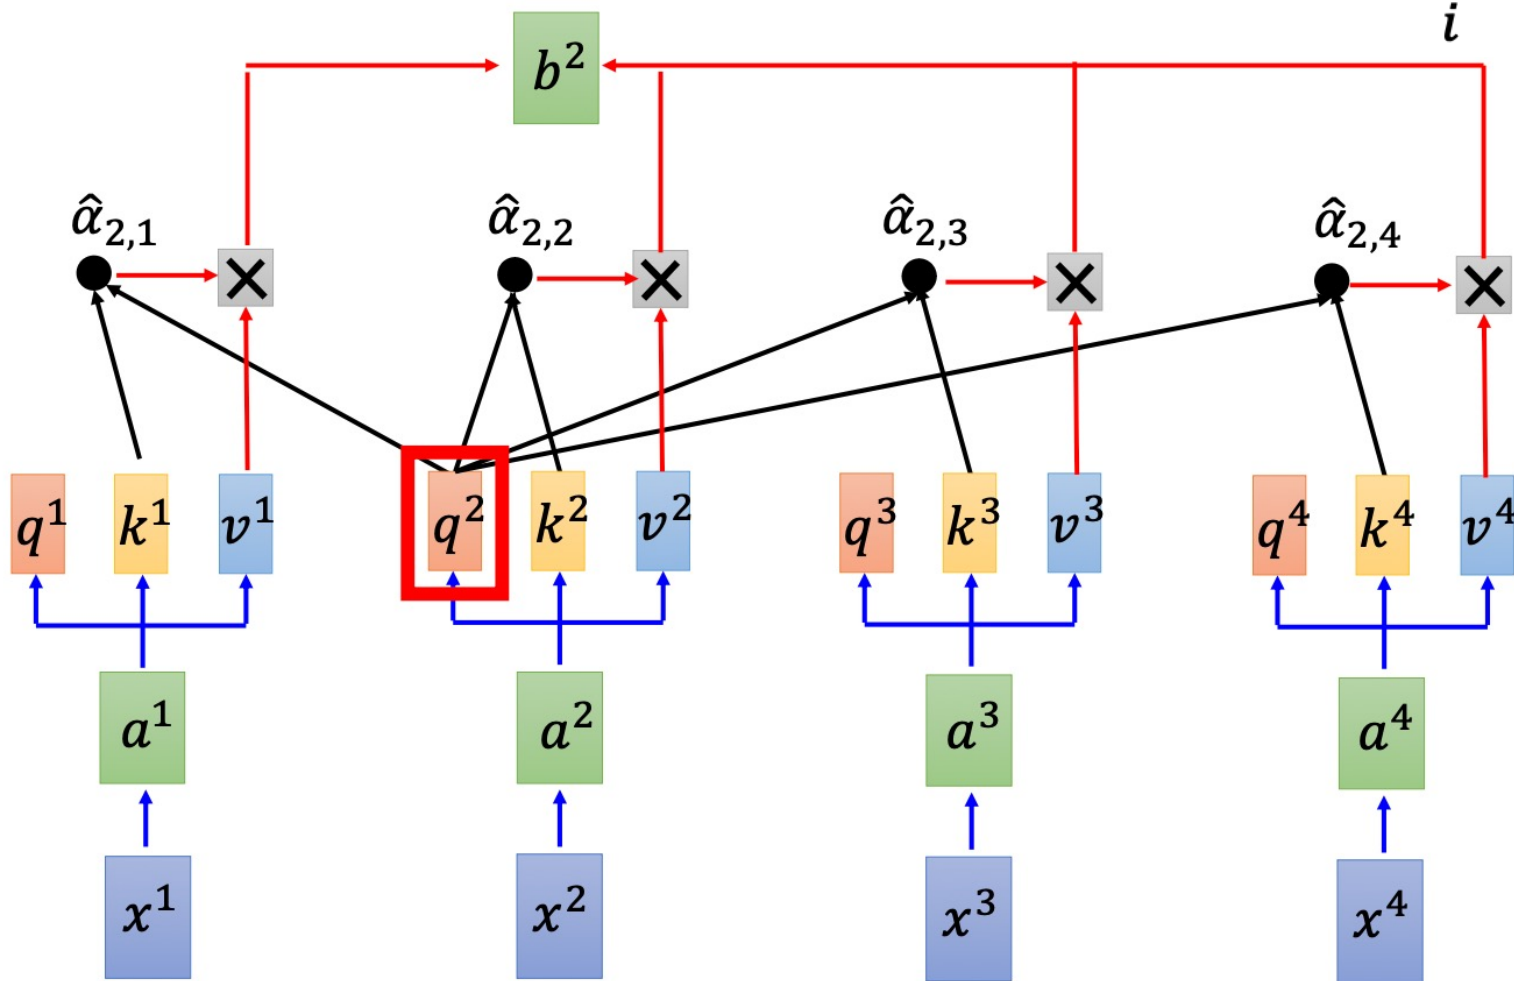 i
b²
α̂₂,₁ α̂₂,₂ α̂₂,₃ α̂₂,₄
q¹ k¹ v¹ q² k² v² q³ k³ v³ q⁴ k⁴ v⁴
a¹ a² a³ a⁴
x¹ x² x³ x⁴